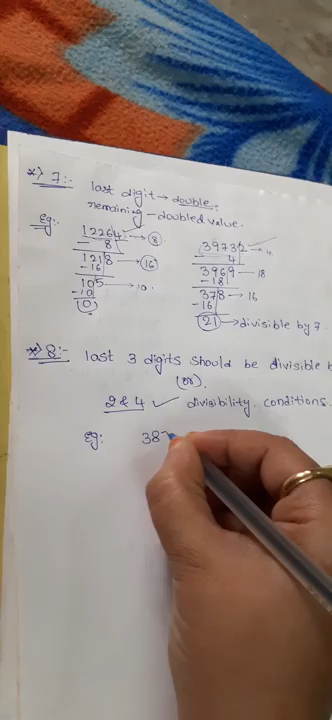 *) 7:- last digit → double.
remaining - doubled value.
Eg:- 12264 → 8
- 8
1218 → 16
- 16
105 → 10
- 10
0
39732 → 4
- 4
3969 → 18
- 18
378 → 16
- 16
21 → divisible by 7.
*) 8:- last 3 digits should be divisible b
(or).
2 & 4 ✓ divisibility conditions.
Eg: 387